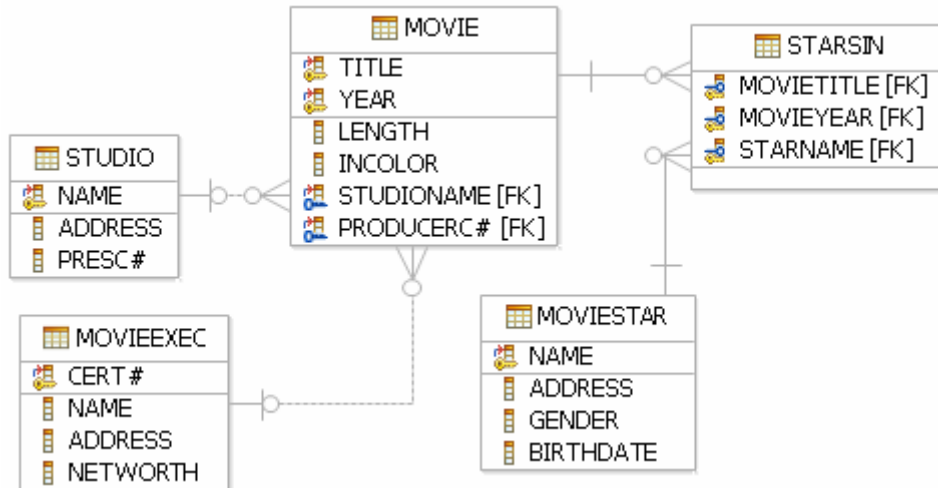 MOVIE
TITLE
YEAR
LENGTH
INCOLOR
STUDIONAME [FK]
PRODUCERC# [FK]
STARSIN
MOVIETITLE [FK]
MOVIEYEAR [FK]
STARNAME [FK]
STUDIO
NAME
ADDRESS
PRESC#
MOVIEEXEC
CERT#
NAME
ADDRESS
NETWORTH
MOVIESTAR
NAME
ADDRESS
GENDER
BIRTHDATE